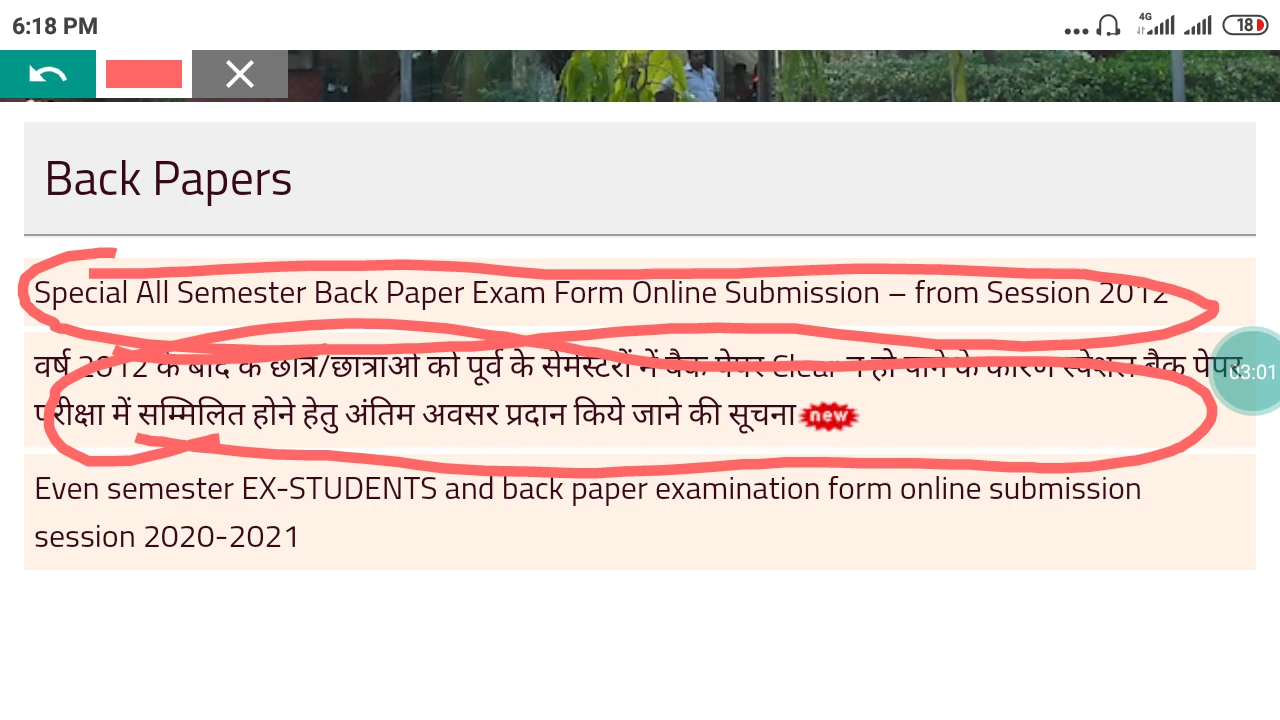 6:18 PM
4G
18
Back Papers
Special All Semester Back Paper Exam Form Online Submission – from Session 2012
वर्ष 2012 के बाद के छात्र/छात्राओं को पूर्व के सेमेस्टरों में बैक पेपर Clear न हो पाने के कारण स्पेशल बैक पेपर
03:01
परीक्षा में सम्मिलित होने हेतु अंतिम अवसर प्रदान किये जाने की सूचना new
Even semester EX-STUDENTS and back paper examination form online submission
session 2020-2021